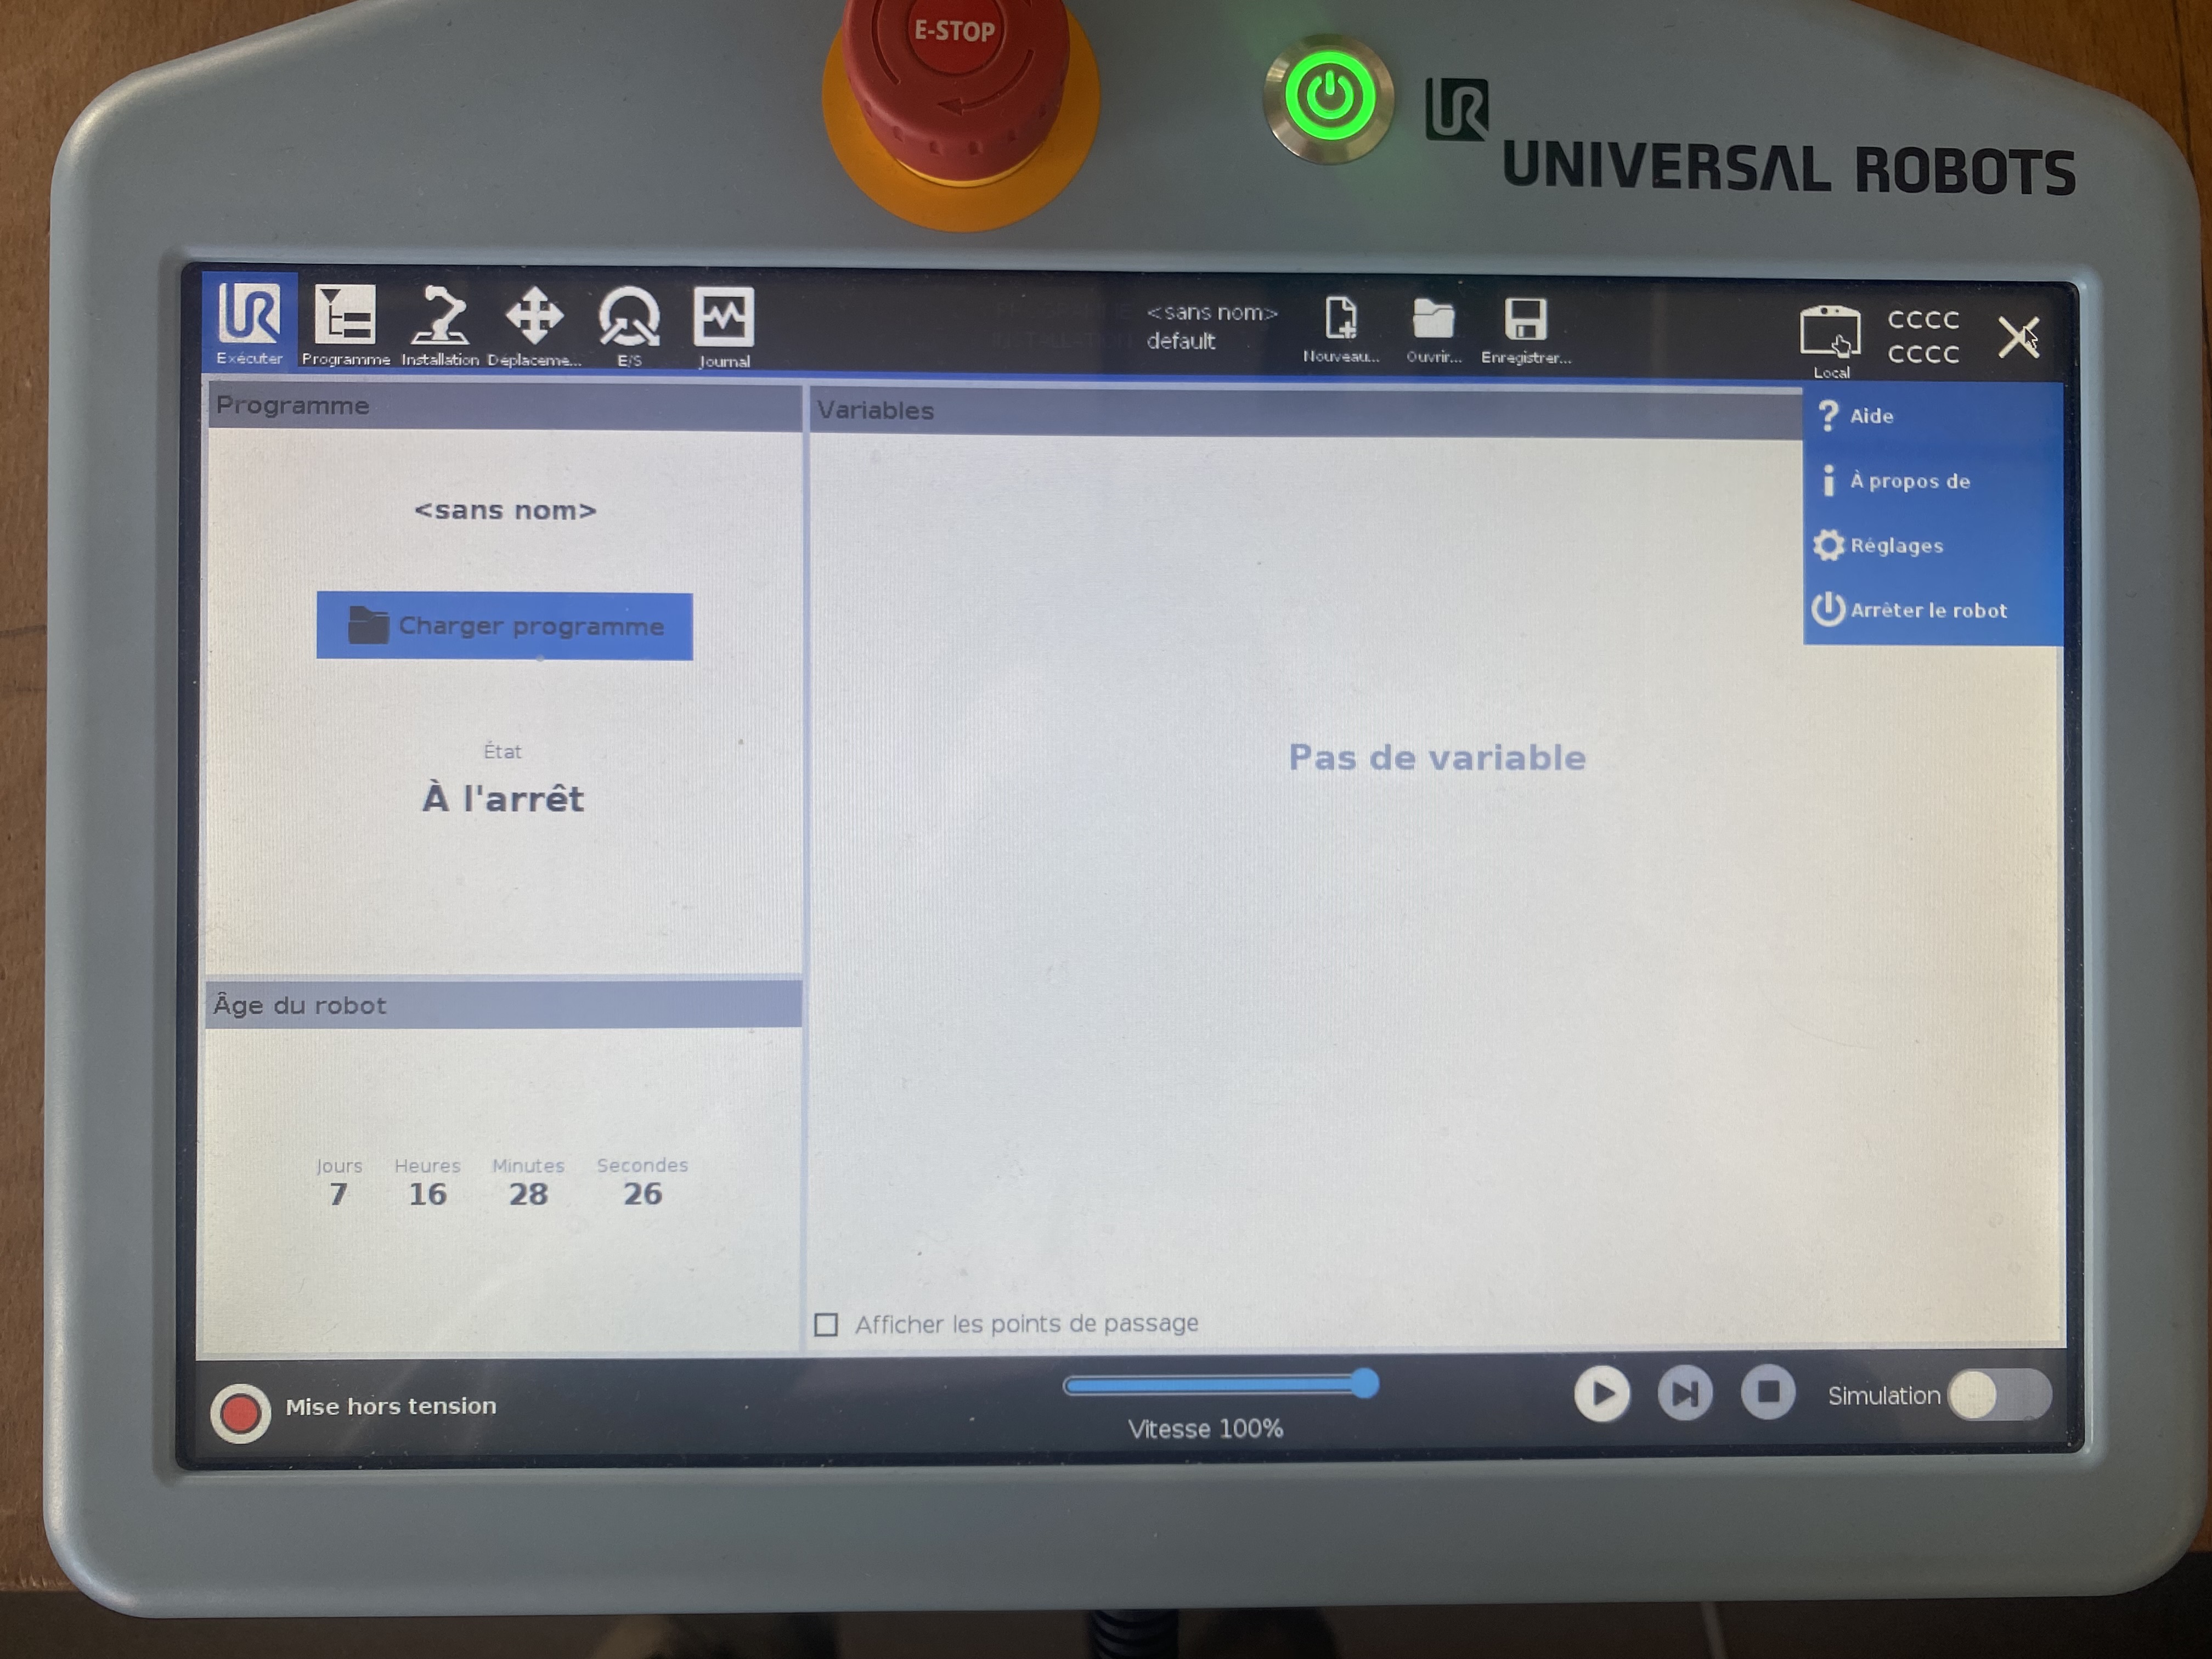 E-STOP
UNIVERSAL ROBOTS
Exécuter
Programme
Installation
Déplaceme...
E/S
Journal
<sans nom>
default
Nouveau...
Ouvrir...
Enregistrer...
Local
CCCC
CCCC
Programme
<sans nom>
Charger programme
État
À l'arrêt
Variables
Pas de variable
Aide
À propos de
Réglages
Arrêter le robot
Âge du robot
Jours Heures Minutes Secondes
7 16 28 26
Afficher les points de passage
Mise hors tension
Vitesse 100%
Simulation